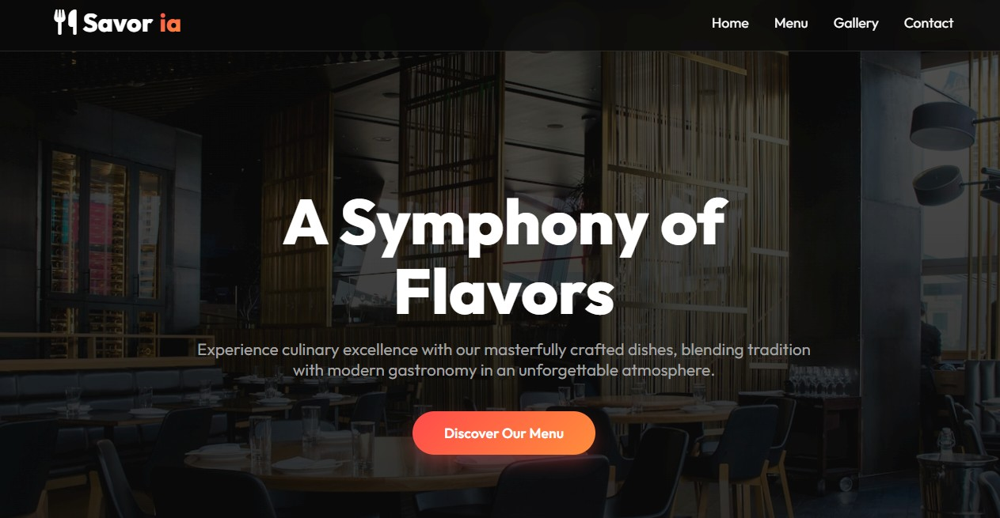 Savor ia
Home Menu Gallery Contact
A Symphony of
Flavors
Experience culinary excellence with our masterfully crafted dishes, blending tradition
with modern gastronomy in an unforgettable atmosphere.
Discover Our Menu